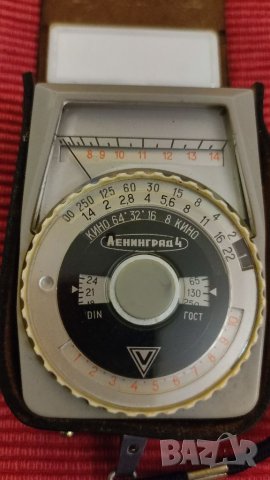 8 9 10 11 12 13 14
00 250 125 60 30 15 8 4 2 1
1,4 2 2.8 4 5.6 8 11 16 22
КИНО 64 32 16 8 КИНО
ЛЕНИНГРАД 4
24 65
21 130
DIN ГОСТ
V
1 2 3 4 5 6 7 8 9 10
BAZAR
.bg